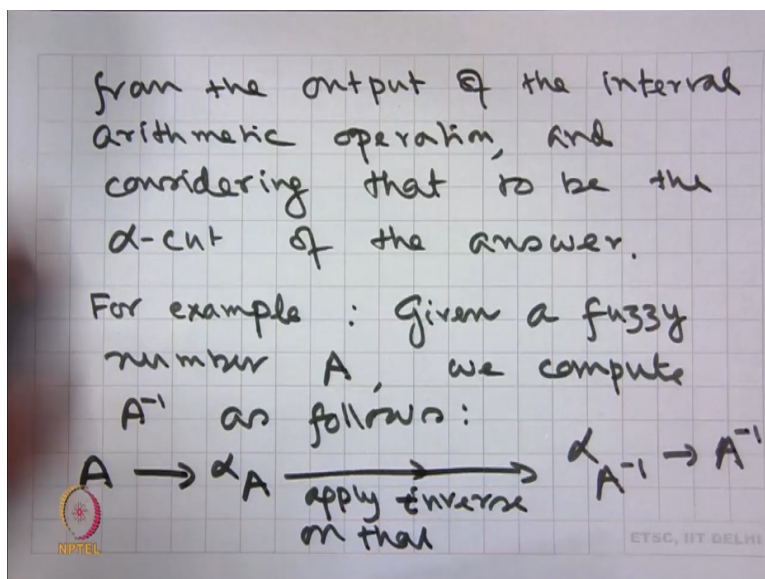 from the output of the interval
arithmetic operation, and
considering that to be the
α-cut of the answer.
For example : Given a fuzzy
number A, we compute
A⁻¹ as follows :
A → αA → α A⁻¹ → A⁻¹
apply inverse
on that
NPTEL
ETSC, IIT DELHI